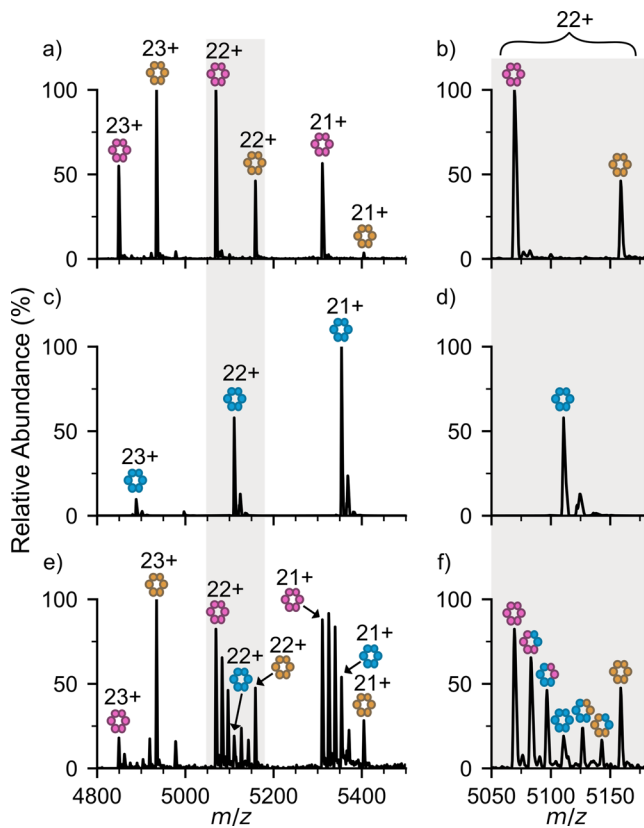 22+
a) b)
23+ 22+
100 100
23+ 21+
22+
50 50
21+
0 0
c) d)
21+
100 100
22+
50 50
23+
0 0
e) f)
23+ 21+
100 22+ 100
22+ 22+ 21+
50 50
23+ 21+
0 0
4800 5000 5200 5400 5050 5100 5150
m/z m/z
Relative Abundance (%)